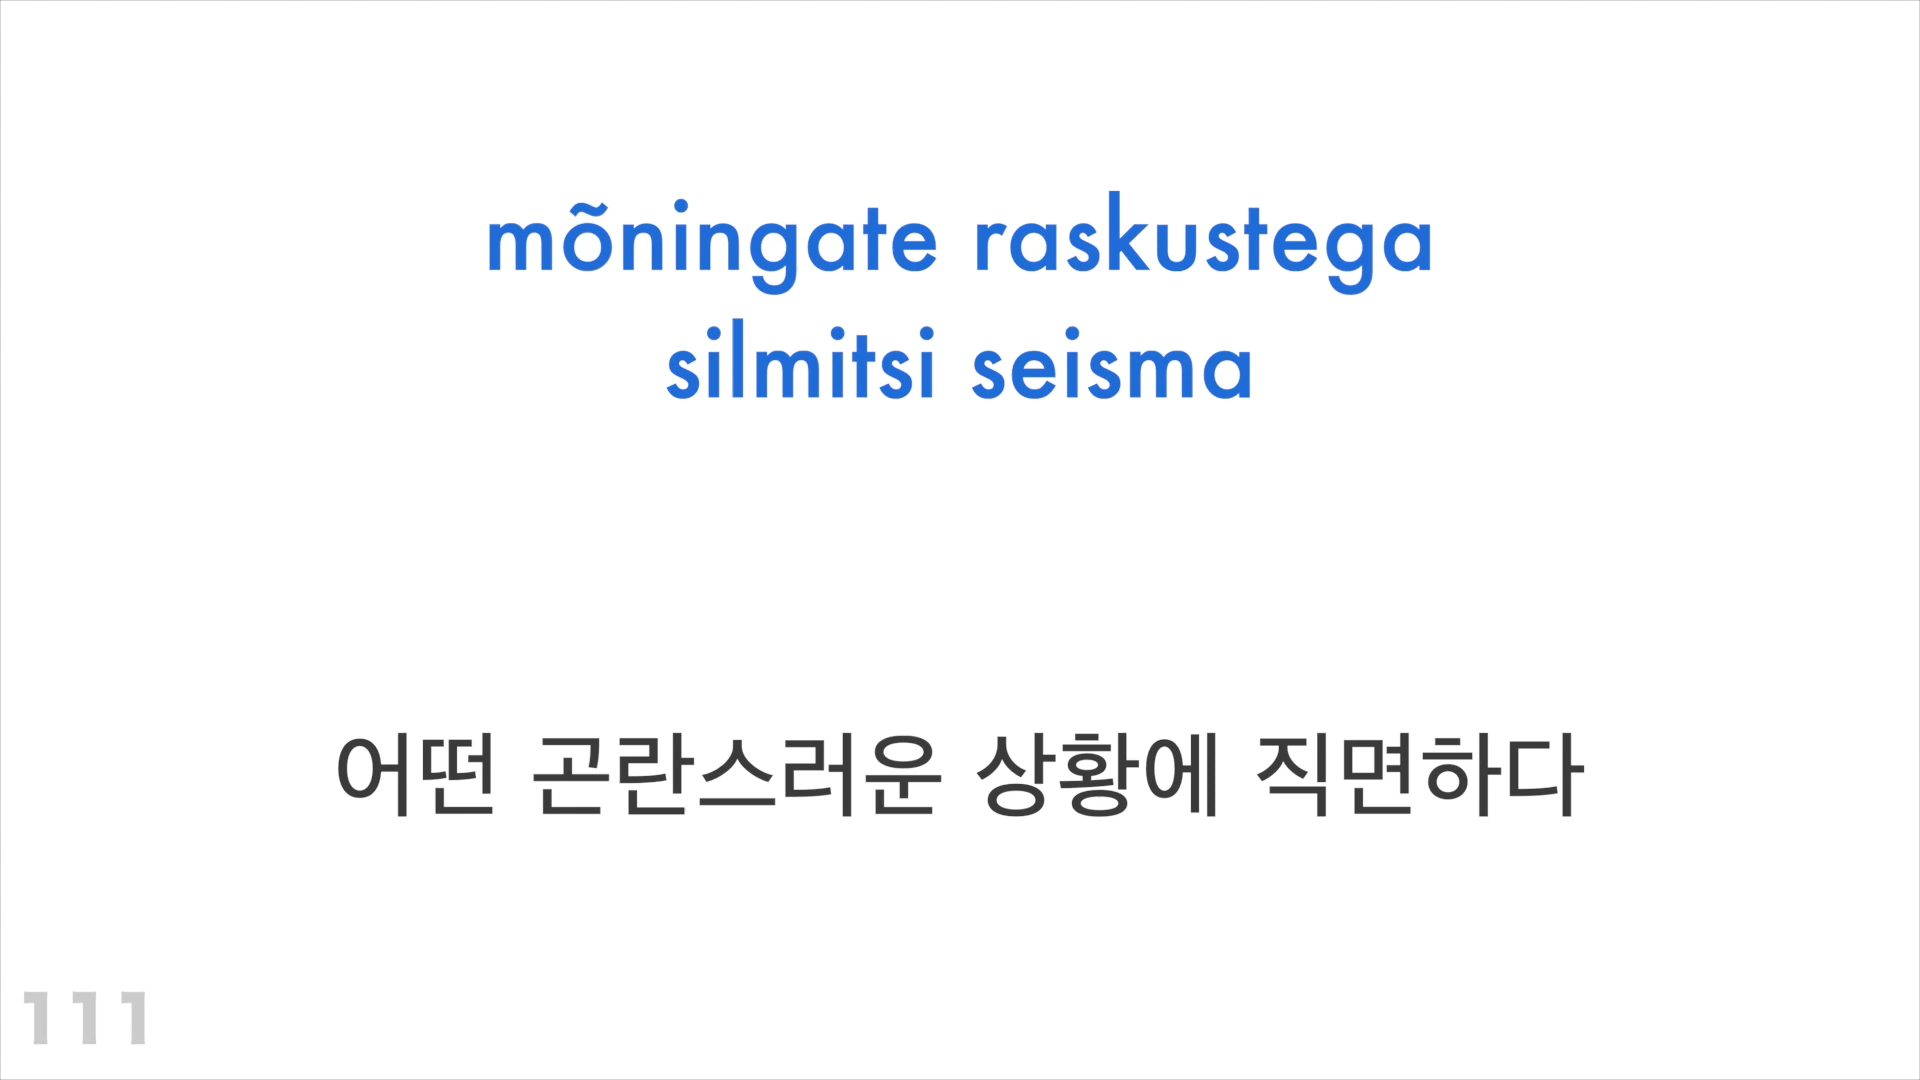 mõningate raskustega
silmitsi seisma
어떤 곤란스러운 상황에 직면하다
111